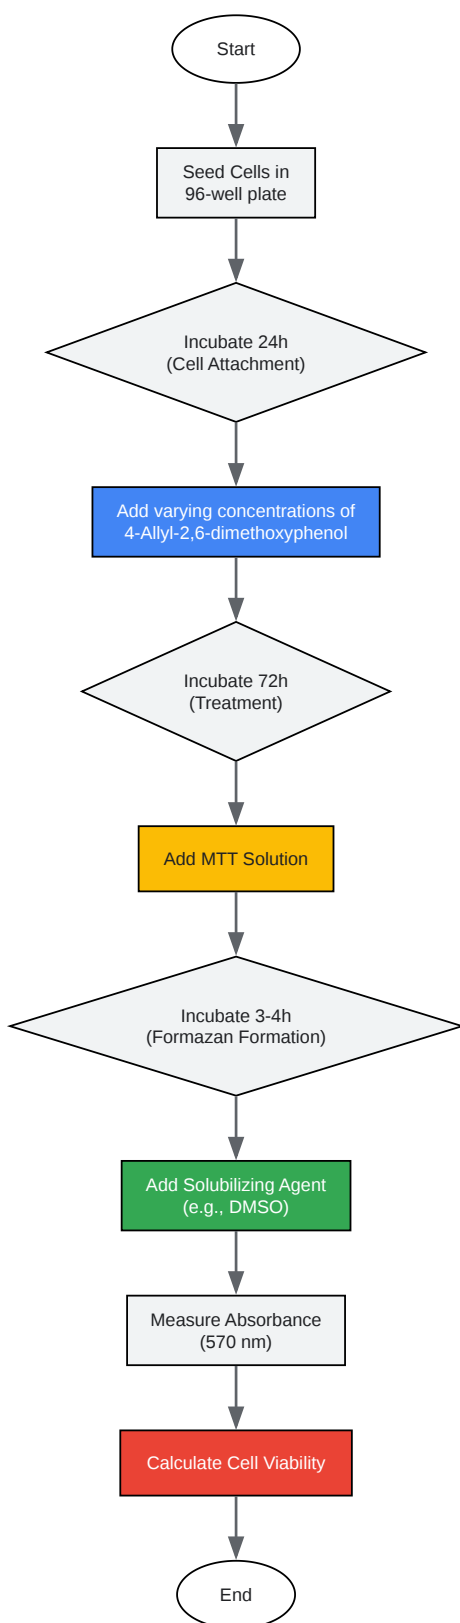 Start
Seed Cells in
96-well plate
Incubate 24h
(Cell Attachment)
Add varying concentrations of
4-Allyl-2,6-dimethoxyphenol
Incubate 72h
(Treatment)
Add MTT Solution
Incubate 3-4h
(Formazan Formation)
Add Solubilizing Agent
(e.g., DMSO)
Measure Absorbance
(570 nm)
Calculate Cell Viability
End